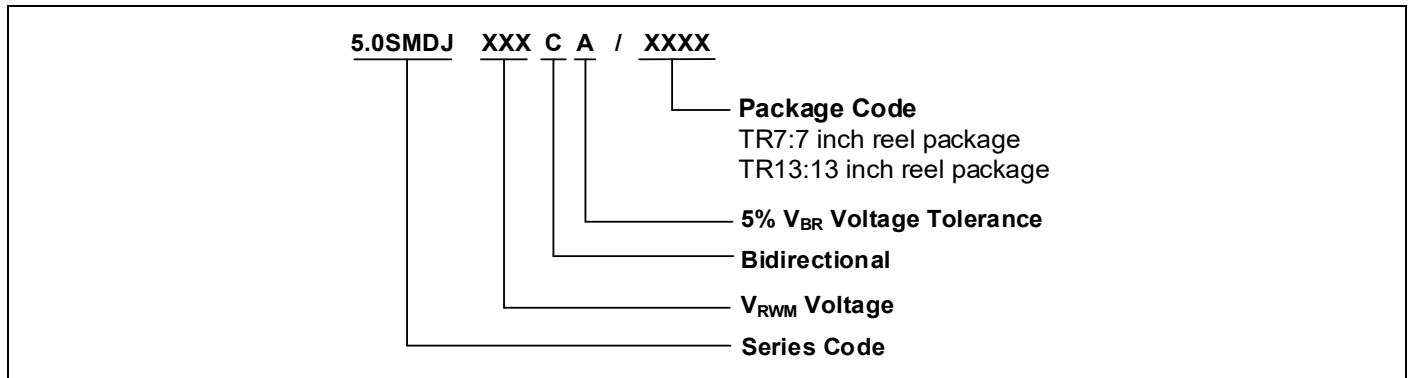 5.0SMDJ XXX C A / XXXX
Package Code
TR7:7 inch reel package
TR13:13 inch reel package
5% VBR Voltage Tolerance
Bidirectional
VRWM Voltage
Series Code